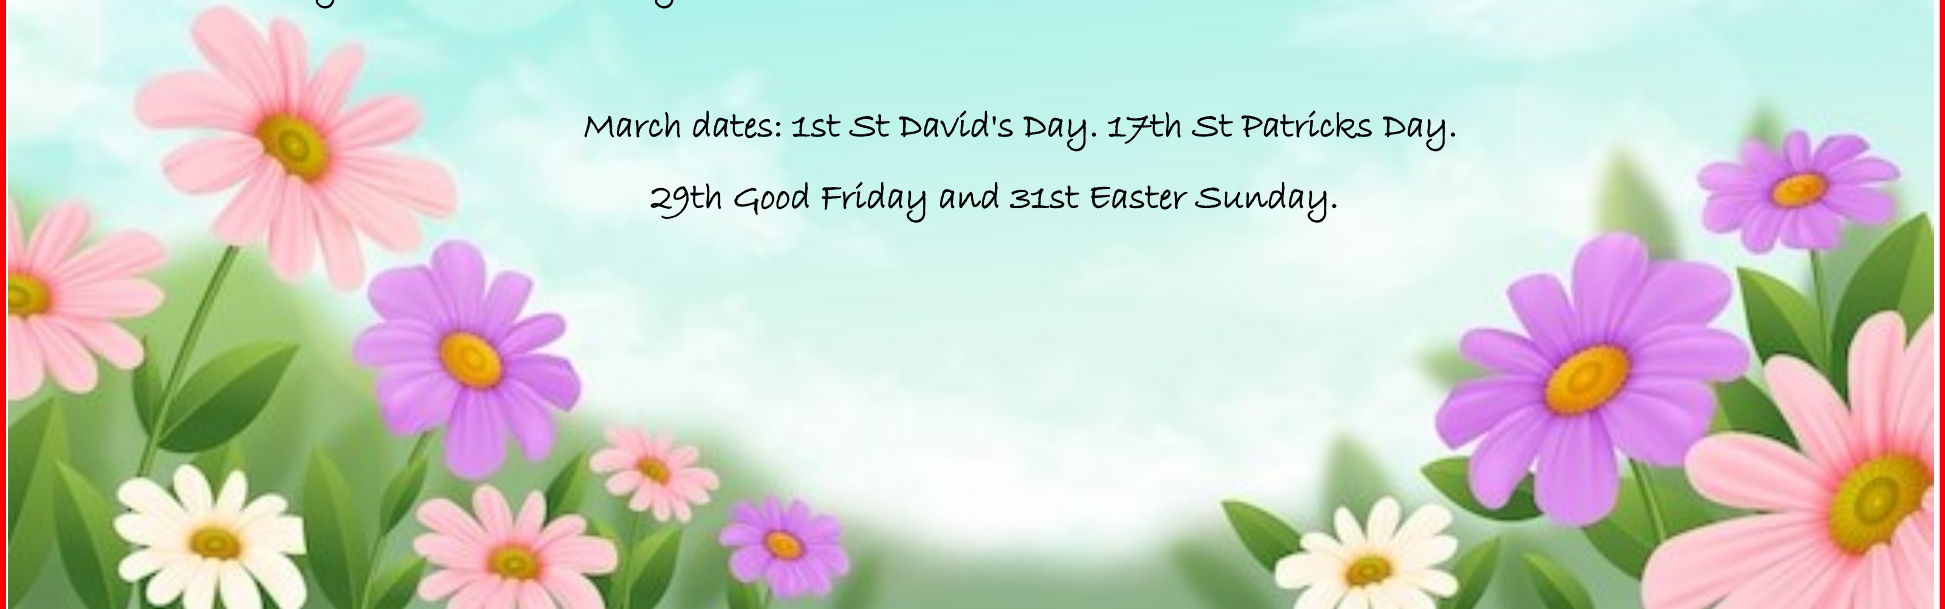 March dates: 1st St David's Day. 17th St Patricks Day.
29th Good Friday and 31st Easter Sunday.